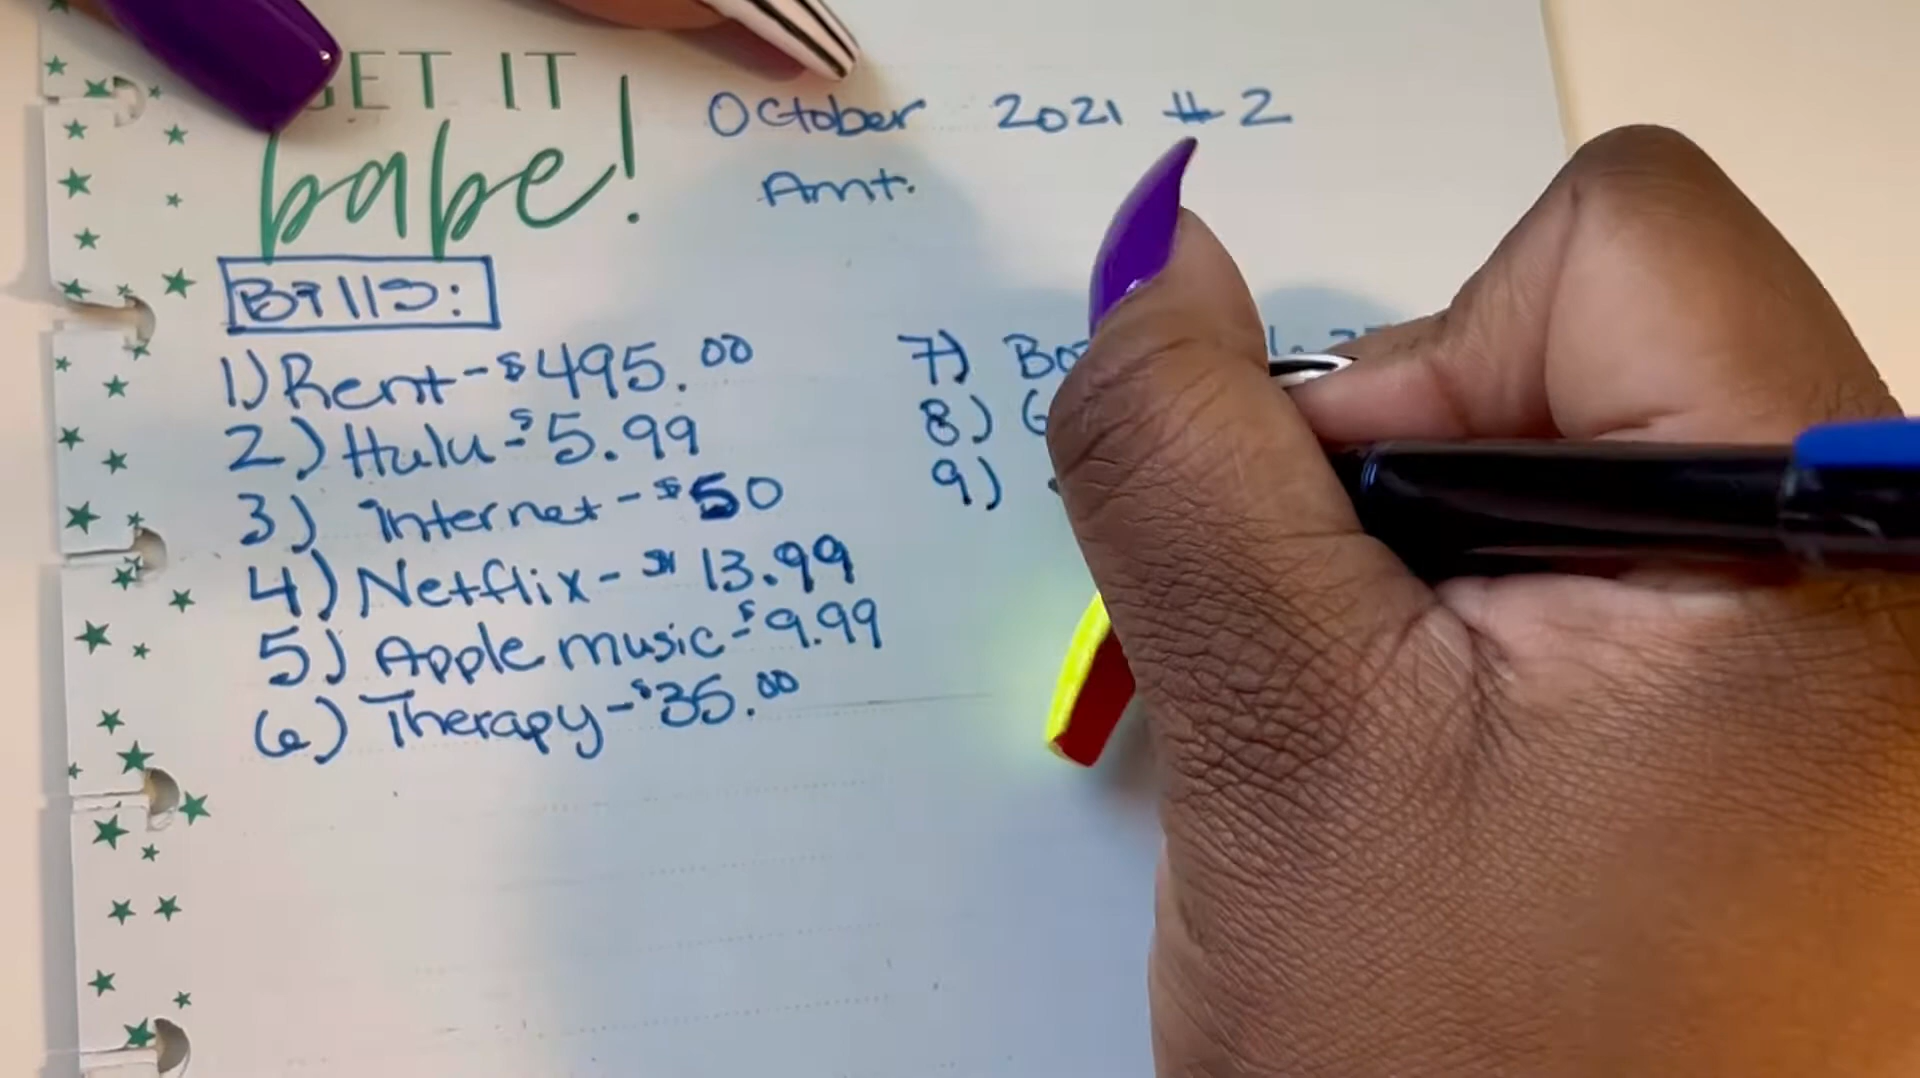 GET IT
babe!
October 2021 #2
Amt.
Bills:
1) Rent - $495.00
2) Hulu - $5.99
3) Internet - $50
4) Netflix - $13.99
5) Apple music - $9.99
6) Therapy - $35.00
7)
8)
9)